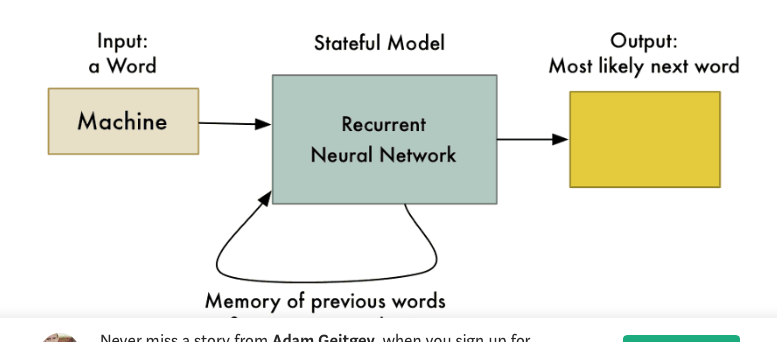 Input:
a Word
Stateful Model
Output:
Most likely next word
Machine
Recurrent
Neural Network
Memory of previous words
Never miss a story from Adam Geitgey, when you sign up for